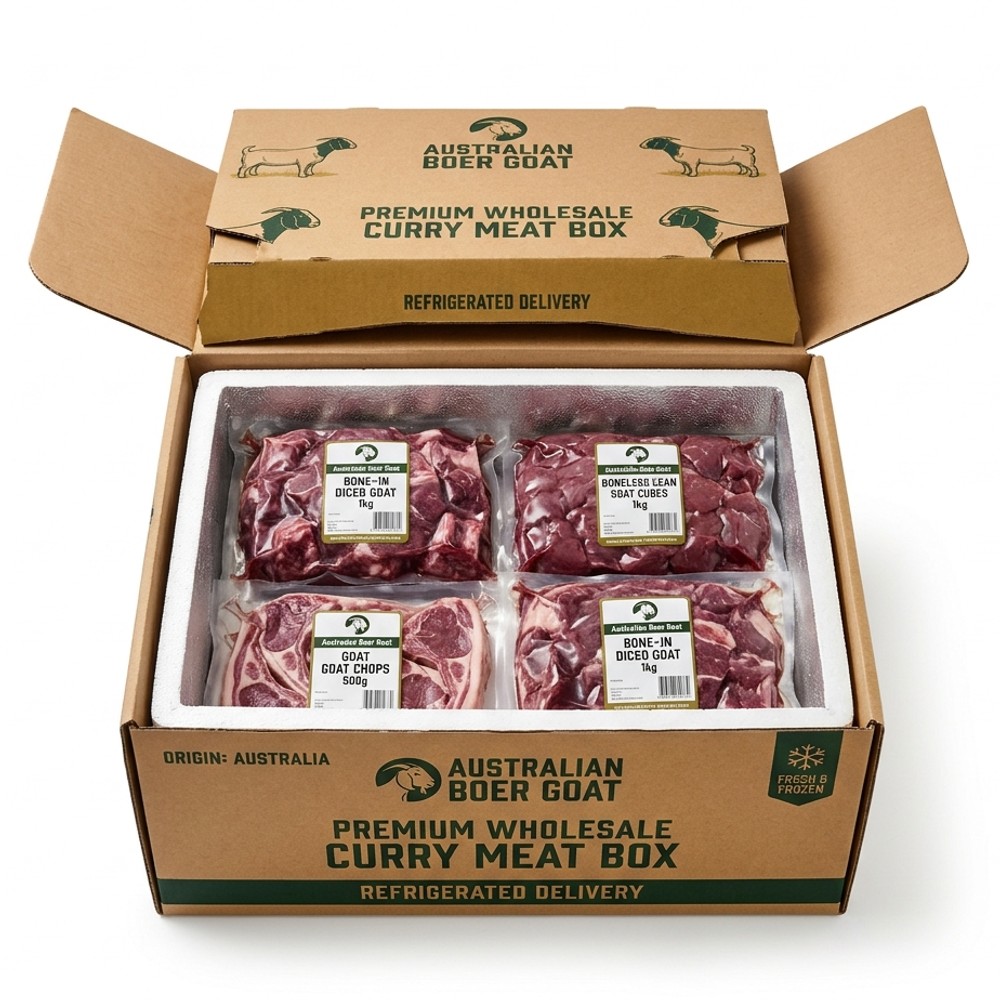 AUSTRALIAN
BOER GOAT
PREMIUM WHOLESALE
CURRY MEAT BOX
REFRIGERATED DELIVERY
BONE-IN
DICED GDAT
1kg
BONELESS LEAN
SBAT CUBES
1kg
GDAT
GOAT CHOPS
500g
BONE-JN
DICED GOAT
1kg
ORIGIN: AUSTRALIA
AUSTRALIAN
BOER GOAT
FRESH &
FROZEN
PREMIUM WHOLESALE
CURRY MEAT BOX
REFRIGERATED DELIVERY